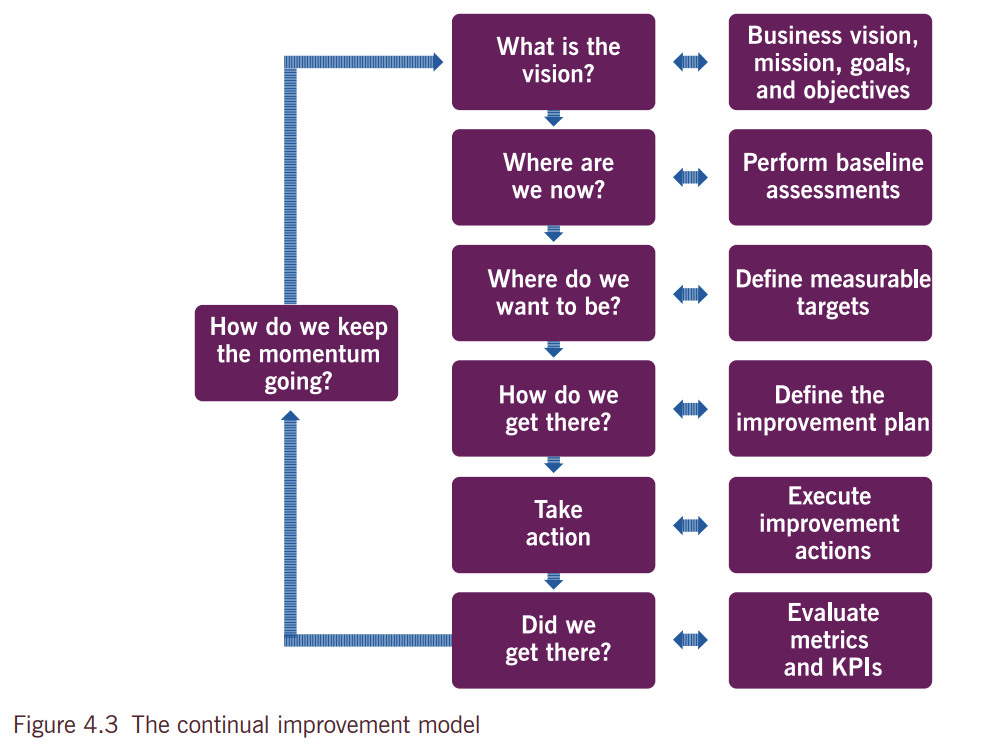 What is the
vision?
Business vision,
mission, goals,
and objectives
Where are
we now?
Perform baseline
assessments
Where do we
want to be?
Define measurable
targets
How do we keep
the momentum
going?
How do we
get there?
Define the
improvement plan
Take
action
Execute
improvement
actions
Did we
get there?
Evaluate
metrics
and KPIs
Figure 4.3 The continual improvement model